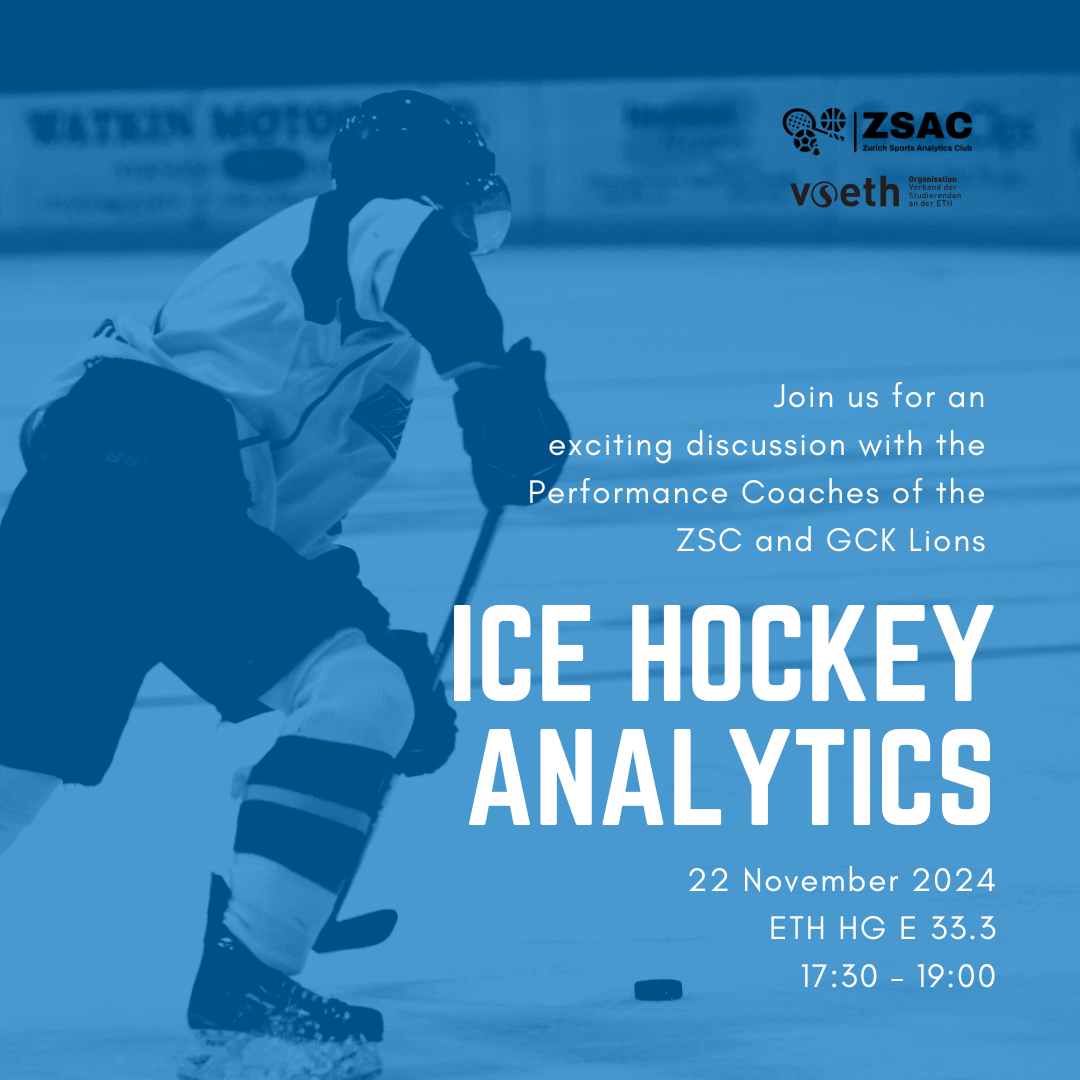 WATKIN MOTOR
ZSAC
Zurich Sports Analytics Club
vseth
Organisation
Verband der
Studierenden
an der ETH
Join us for an
exciting discussion with the
Performance Coaches of the
ZSC and GCK Lions
ICE HOCKEY
ANALYTICS
22 November 2024
ETH HG E 33.3
17:30 – 19:00